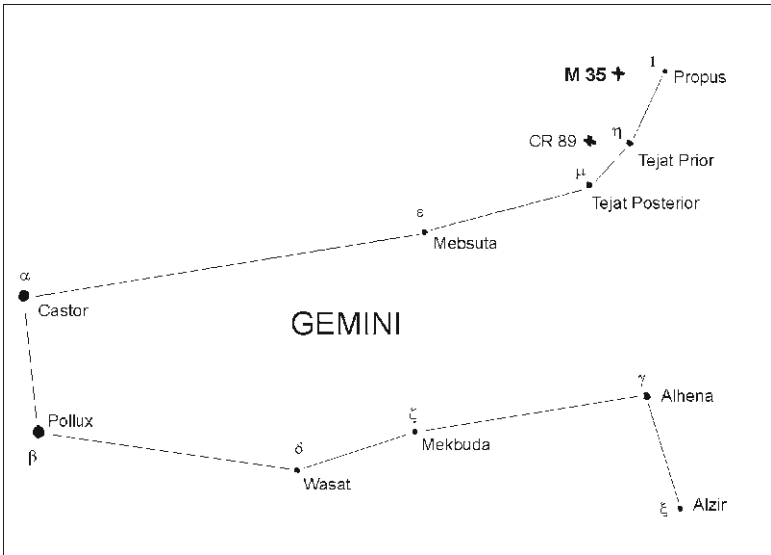 1
M 35
Propus
CR 89
η
Tejat Prior
μ
Tejat Posterior
ε
Mebsuta
α
Castor
GEMINI
γ
Alhena
Pollux
β
ζ
Mekbuda
δ
Wasat
ξ
Alzir